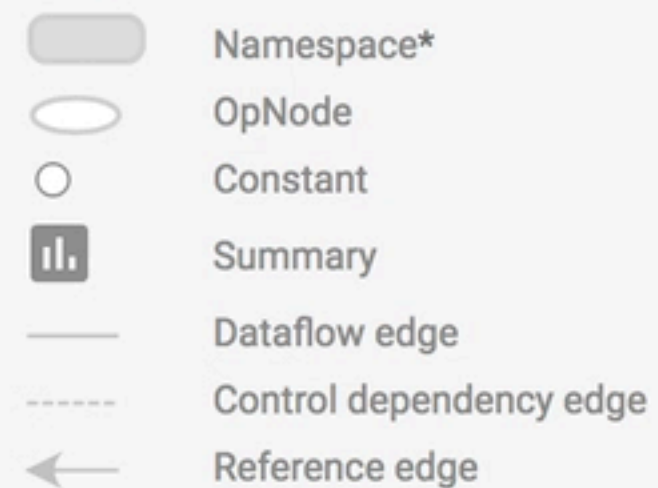 Namespace*
OpNode
Constant
Summary
Dataflow edge
Control dependency edge
Reference edge